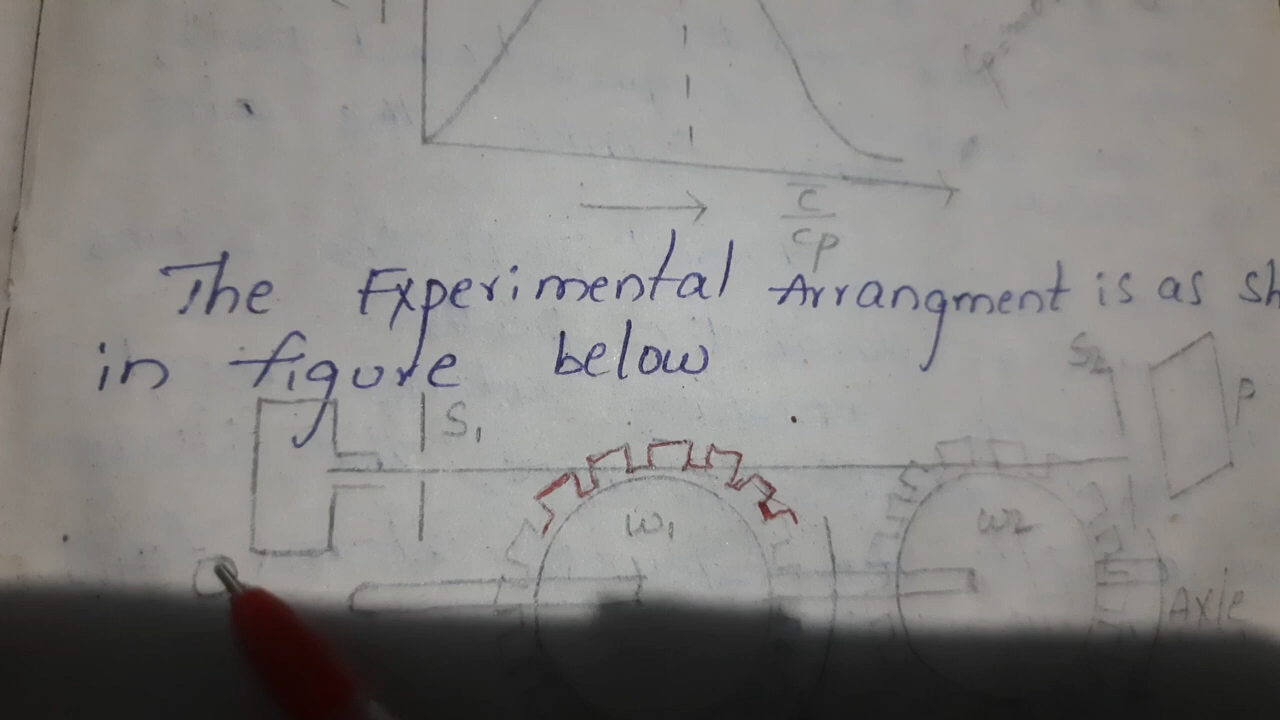 c
cp
The Experimental Arrangment is as sh
in figure below
S1
S2
P
W1
W2
Axle